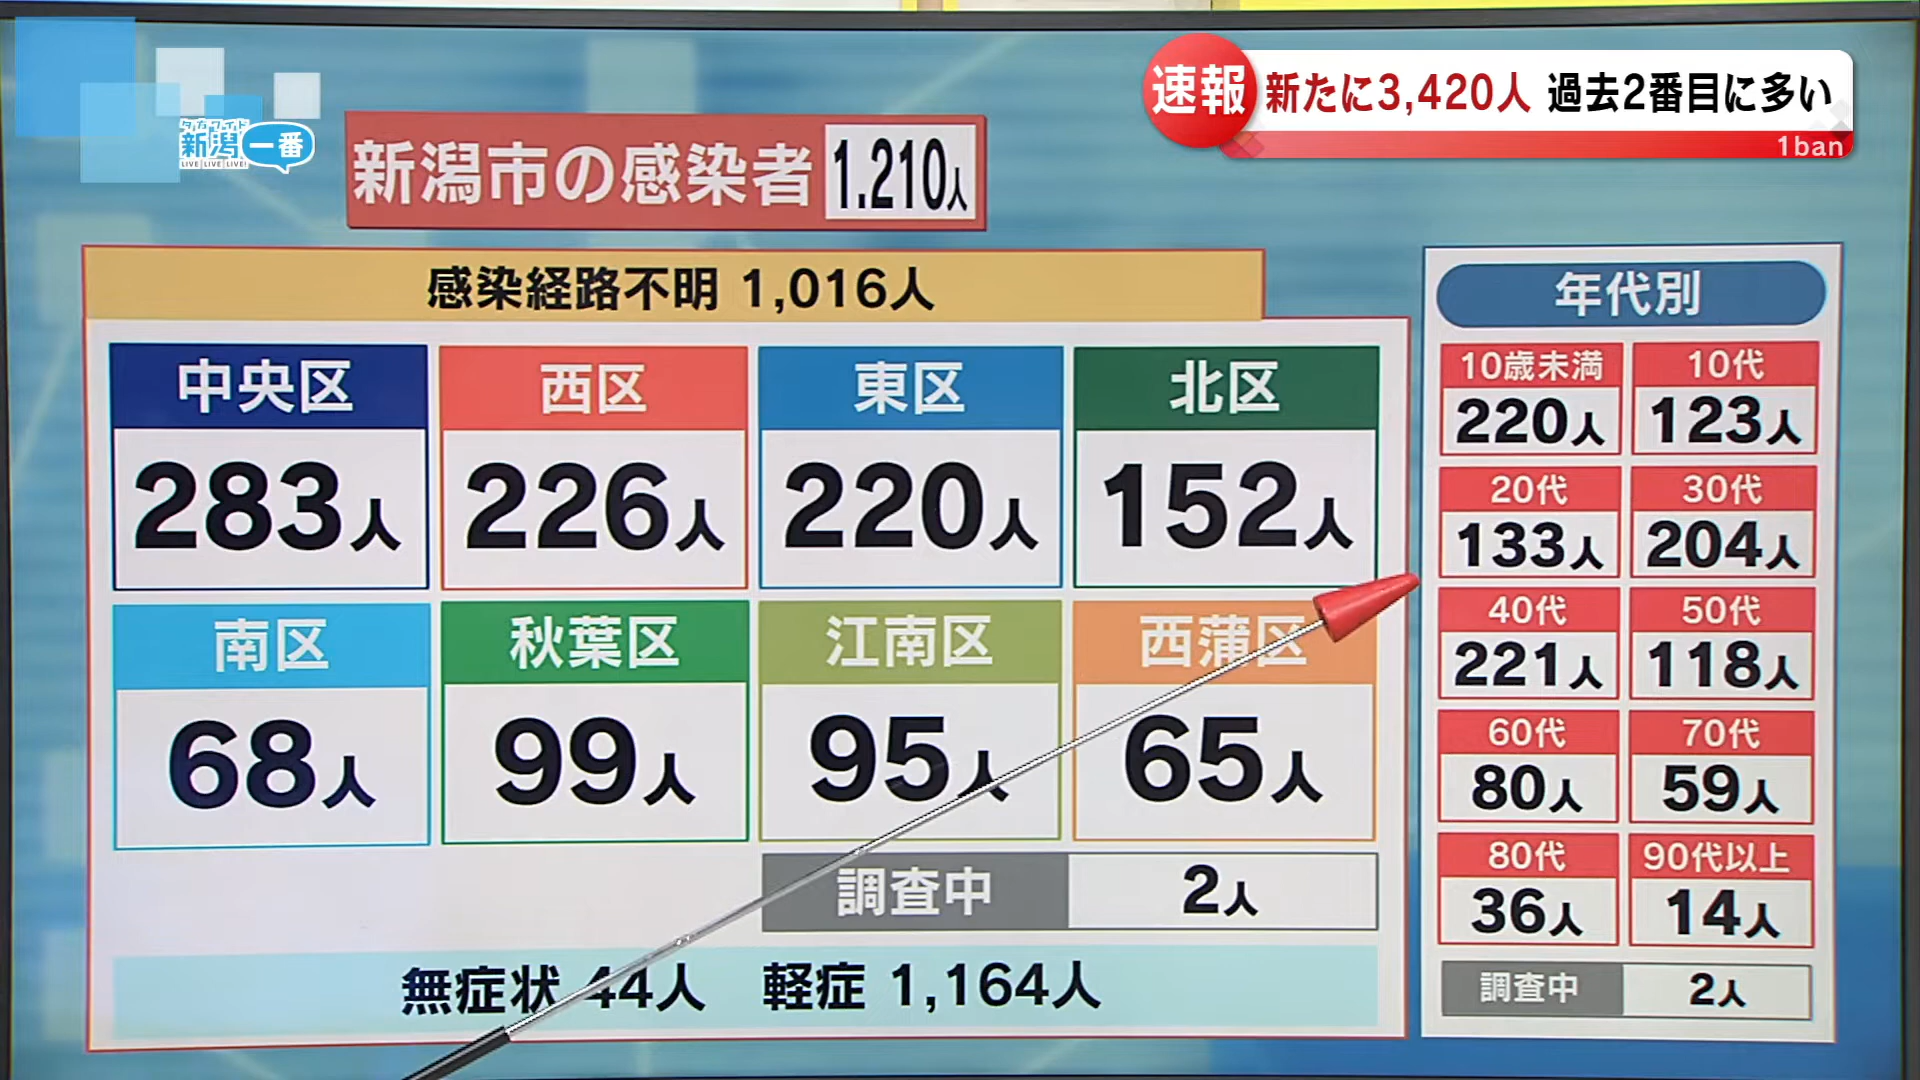 夕方ワイド
新潟一番
LIVE LIVE LIVE!
速報 新たに3,420人 過去2番目に多い
1ban
新潟市の感染者 1.210人
感染経路不明 1,016人
中央区 西区 東区 北区
283人 226人 220人 152人
南区 秋葉区 江南区 西蒲区
68人 99人 95人 65人
調査中 2人
無症状 44人 軽症 1,164人
年代別
10歳未満 10代
220人 123人
20代 30代
133人 204人
40代 50代
221人 118人
60代 70代
80人 59人
80代 90代以上
36人 14人
調査中 2人